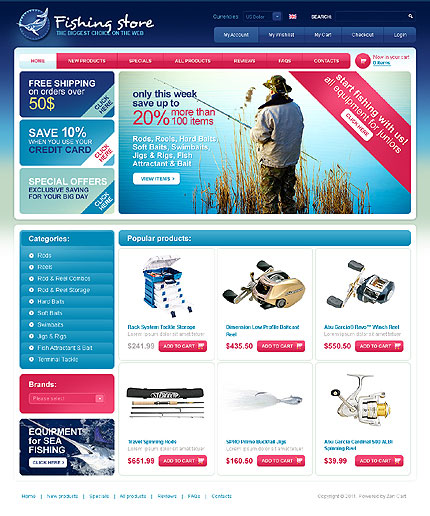 Fishing store
THE BIGGEST CHOICE ON THE WEB
Currencies: US Dollar
SEARCH:
My Account
My Wishlist
My Cart
Checkout
Login
HOME
NEW PRODUCTS
SPECIALS
ALL PRODUCTS
REVIEWS
FAQS
CONTACTS
Now in your cart
0 items
FREE SHIPPING
on orders over
50$
CLICK HERE
SAVE 10%
WHEN YOU USE YOUR
CREDIT CARD
CLICK HERE
SPECIAL OFFERS
EXCLUSIVE SAVING
FOR YOUR BIG DAY
CLICK HERE
only this week
save up to
20% more than
100 items
Rods, Reels, Hard Baits,
Soft Baits, Swimbaits,
Jigs & Rigs, Fish
Attractant & Bait
VIEW ITEMS
start fishing with us!
all equipment for juniors
CLICK HERE
Categories:
Rods
Reels
Rod & Reel Combos
Rod & Reel Storage
Hard Baits
Soft Baits
Swimbaits
Jigs & Rigs
Fish Attractant & Bait
Terminal Tackle
Brands:
Please select
EQUIPMENT
for SEA
FISHING
CLICK HERE
Popular products:
Rack System Tackle Storage
Lorem ipsum dolor sit amet
$241.99
ADD TO CART
Dimension Low Profile Baitcast
Reel
Lorem ipsum dolor sit amet
$435.50
ADD TO CART
Abu Garcia® Revo™ Winch Reel
Lorem ipsum dolor sit amet
$550.50
ADD TO CART
Travel Spinning Rods
$651.99
ADD TO CART
SPRO Prime Bucktail Jigs
$160.50
ADD TO CART
Abu Garcia Cardinal 500 ALBI
Spinning Reel
$39.99
ADD TO CART
Home | New products | Specials | All products | Reviews | FAQs | Contacts
Copyright © 2011. Powered by Zen Cart